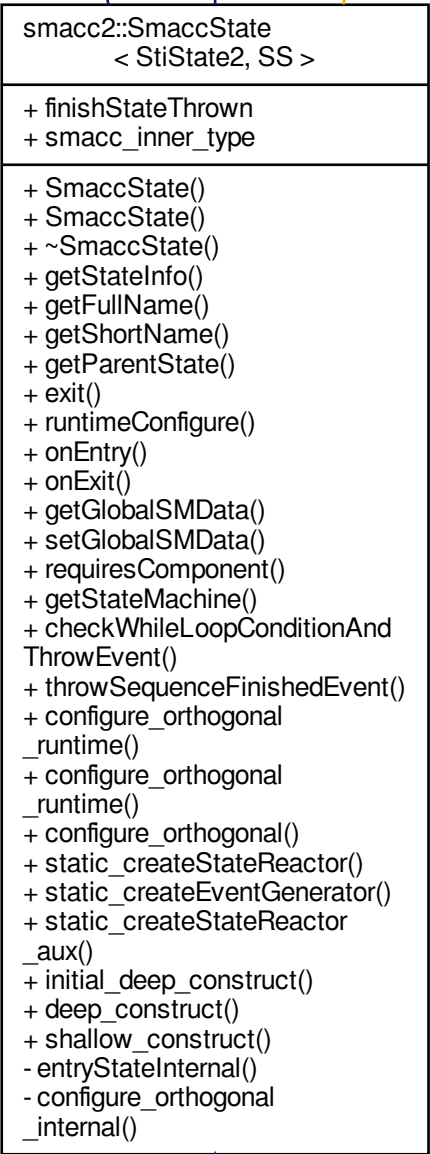 smacc2::SmaccState
< StiState2, SS >
+ finishStateThrown
+ smacc_inner_type
+ SmaccState()
+ SmaccState()
+ ~SmaccState()
+ getStateInfo()
+ getFullName()
+ getShortName()
+ getParentState()
+ exit()
+ runtimeConfigure()
+ onEntry()
+ onExit()
+ getGlobalSMData()
+ setGlobalSMData()
+ requiresComponent()
+ getStateMachine()
+ checkWhileLoopConditionAnd
ThrowEvent()
+ throwSequenceFinishedEvent()
+ configure_orthogonal
_runtime()
+ configure_orthogonal
_runtime()
+ configure_orthogonal()
+ static_createStateReactor()
+ static_createEventGenerator()
+ static_createStateReactor
_aux()
+ initial_deep_construct()
+ deep_construct()
+ shallow_construct()
- entryStateInternal()
- configure_orthogonal
_internal()